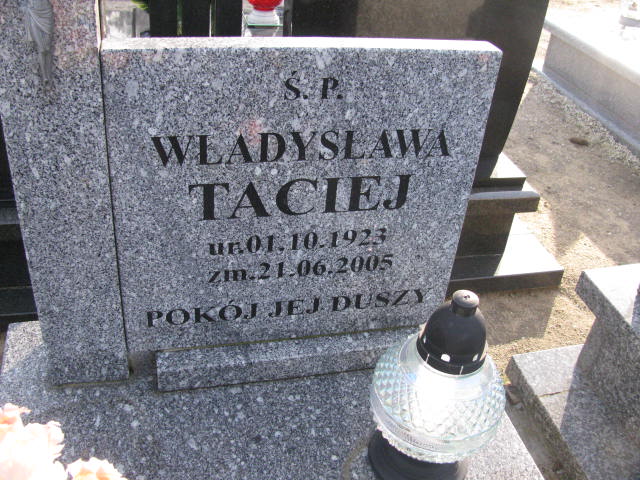 Ś. P.
WŁADYSŁAWA
TACIEJ
ur.01.10.1923
zm.21.06.2005
POKÓJ JEJ DUSZY